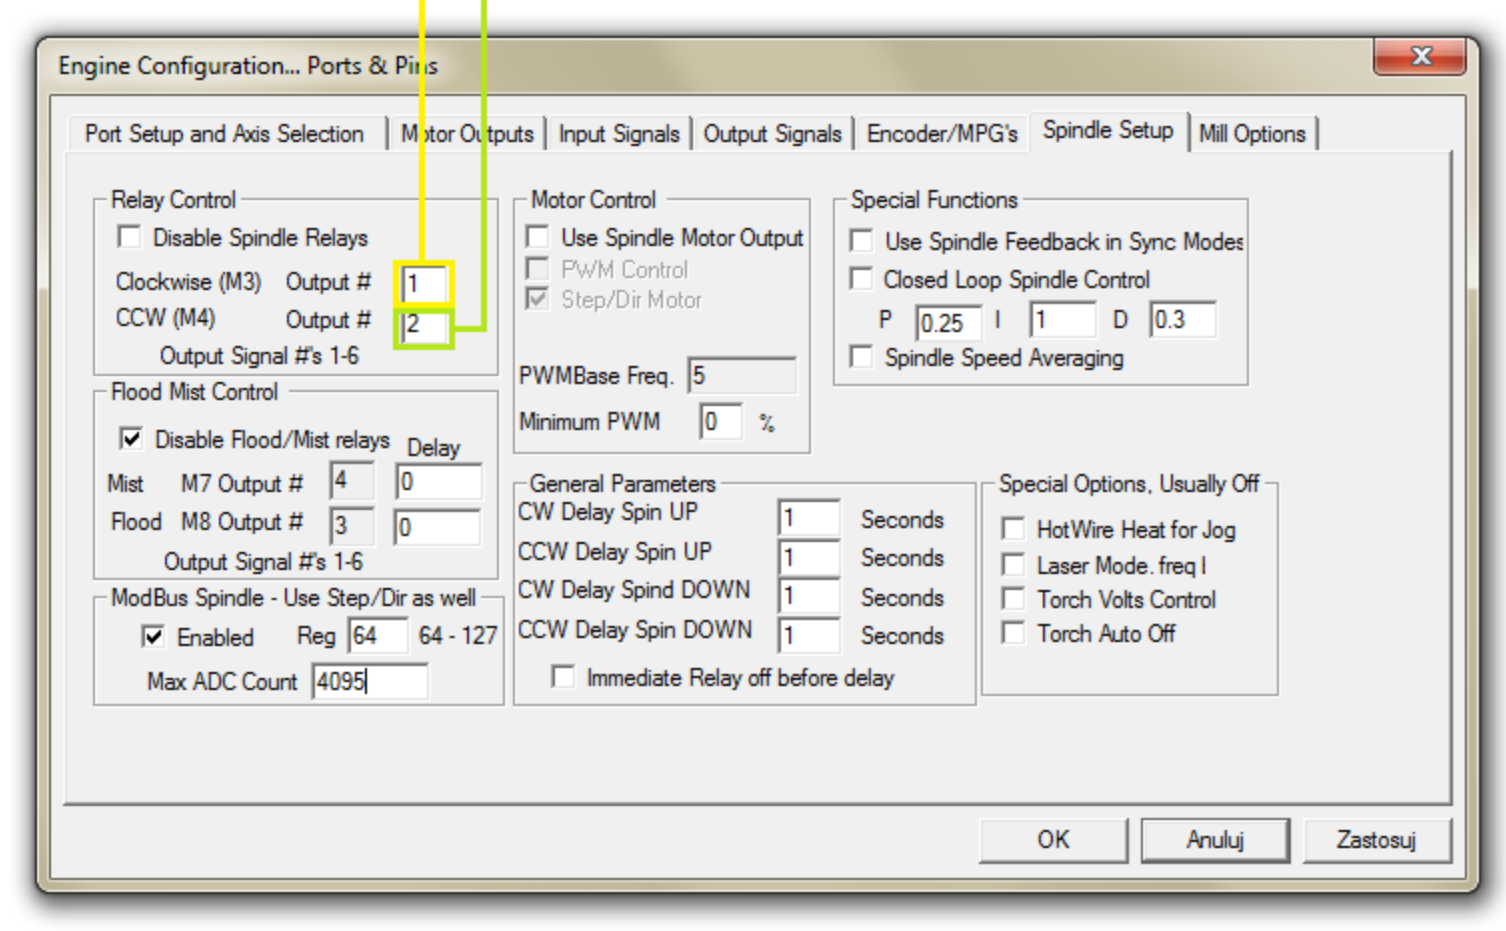 Engine Configuration... Ports & Pins
Port Setup and Axis Selection Motor Outputs Input Signals Output Signals Encoder/MPG's Spindle Setup Mill Options
Relay Control
Disable Spindle Relays
Clockwise (M3) Output # 1
CCW (M4) Output # 2
Output Signal #'s 1-6
Flood Mist Control
Disable Flood/Mist relays Delay
Mist M7 Output # 4 0
Flood M8 Output # 3 0
Output Signal #'s 1-6
ModBus Spindle - Use Step/Dir as well
Enabled Reg 64 64 - 127
Max ADC Count 4095
Motor Control
Use Spindle Motor Output
PWM Control
Step/Dir Motor
PWMBase Freq. 5
Minimum PWM 0 %
General Parameters
CW Delay Spin UP 1 Seconds
CCW Delay Spin UP 1 Seconds
CW Delay Spind DOWN 1 Seconds
CCW Delay Spin DOWN 1 Seconds
Immediate Relay off before delay
Special Functions
Use Spindle Feedback in Sync Modes
Closed Loop Spindle Control
P 0.25 I 1 D 0.3
Spindle Speed Averaging
Special Options, Usually Off
HotWire Heat for Jog
Laser Mode. freq
Torch Volts Control
Torch Auto Off
OK Anuluj Zastosuj